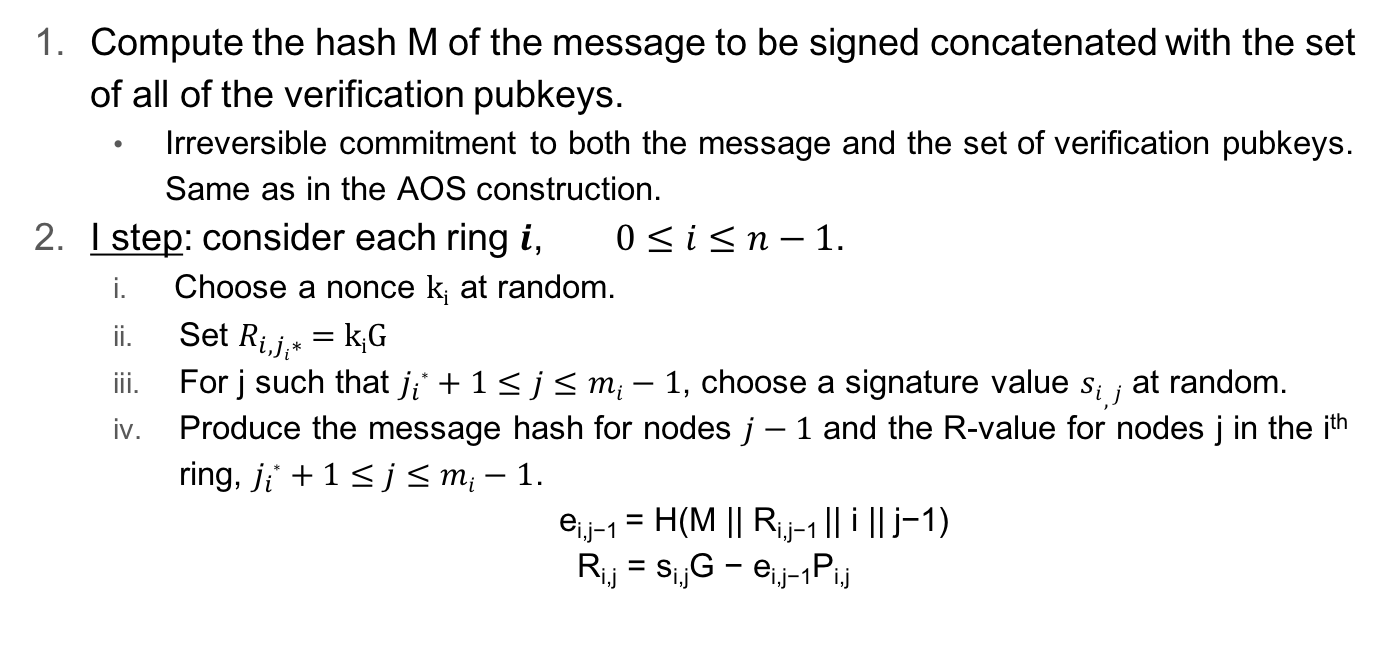 1. Compute the hash M of the message to be signed concatenated with the set
of all of the verification pubkeys.
• Irreversible commitment to both the message and the set of verification pubkeys.
Same as in the AOS construction.
2. I step: consider each ring i, 0 ≤ i ≤ n − 1.
i. Choose a nonce kᵢ at random.
ii. Set R_{i,j_i*} = kᵢG
iii. For j such that j_i* + 1 ≤ j ≤ m_i − 1, choose a signature value s_{i,j} at random.
iv. Produce the message hash for nodes j − 1 and the R-value for nodes j in the i^{th}
ring, j_i* + 1 ≤ j ≤ m_i − 1.
e_{i,j−1} = H(M || R_{i,j−1} || i || j−1)
R_{i,j} = s_{i,j}G − e_{i,j−1}P_{i,j}